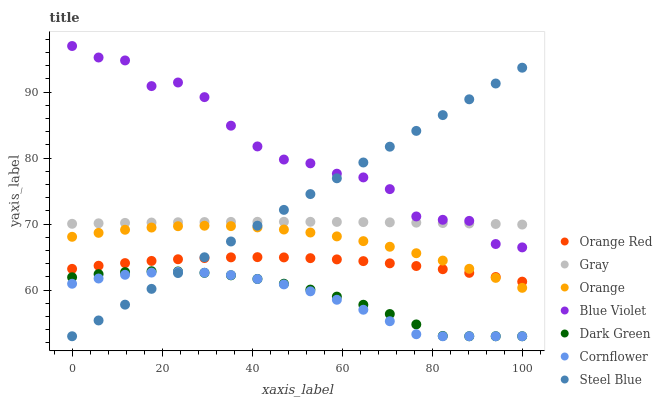 title
90
80
70
60
yaxis_label
0
20
40
60
80
100
xaxis_label
Orange Red
Gray
Orange
Blue Violet
Dark Green
Cornflower
Steel Blue